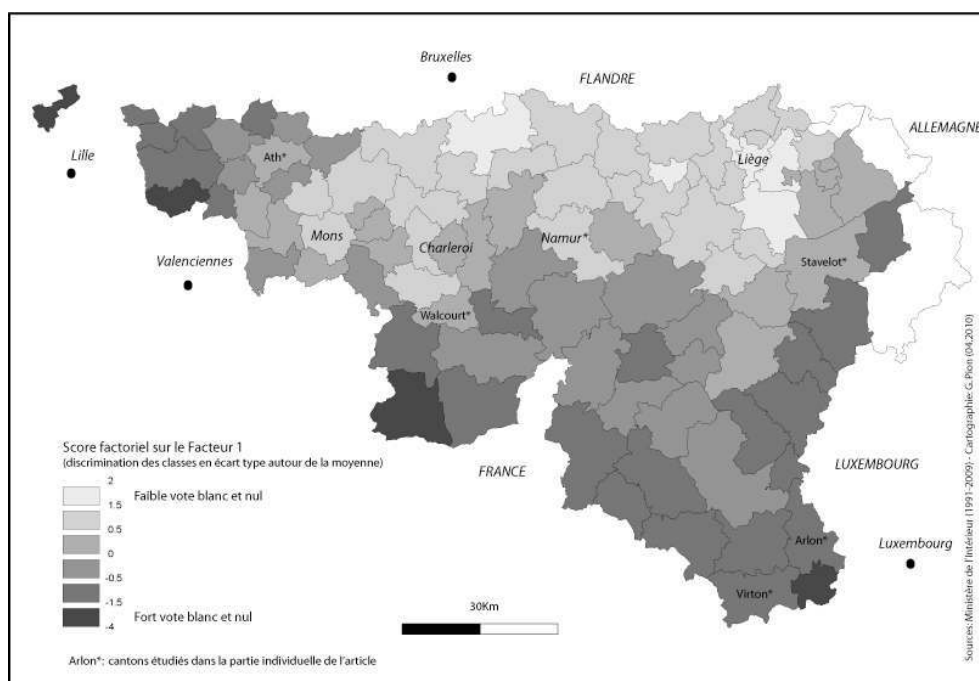 Bruxelles
FLANDRE
ALLEMAGNE
Lille
Ath*
Liège
Mons
Charleroi
Namur*
Valenciennes
Stavelot*
Walcourt*
Score factoriel sur le Facteur 1
(discrimination des classes en écart type autour de la moyenne)
FRANCE
LUXEMBOURG
2
Faible vote blanc et nul
1.5
0.5
0
-0.5
-1.5
Fort vote blanc et nul
-4
Arlon*
Luxembourg
Virton*
30Km
Arlon*: cantons étudiés dans la partie individuelle de l'article
Sources: Ministère de l'Intérieur (1991-2009) - Cartographie: G. Pion (04.2010)